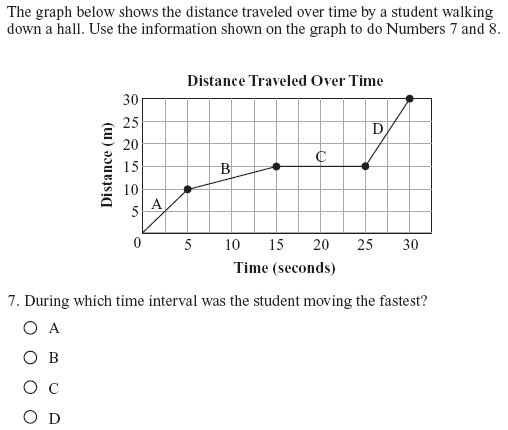 The graph below shows the distance traveled over time by a student walking
down a hall. Use the information shown on the graph to do Numbers 7 and 8.
Distance Traveled Over Time
Distance (m)
30
25
20
15
10
5
0
A
B
C
D
5 10 15 20 25 30
Time (seconds)
7. During which time interval was the student moving the fastest?
A
B
C
D